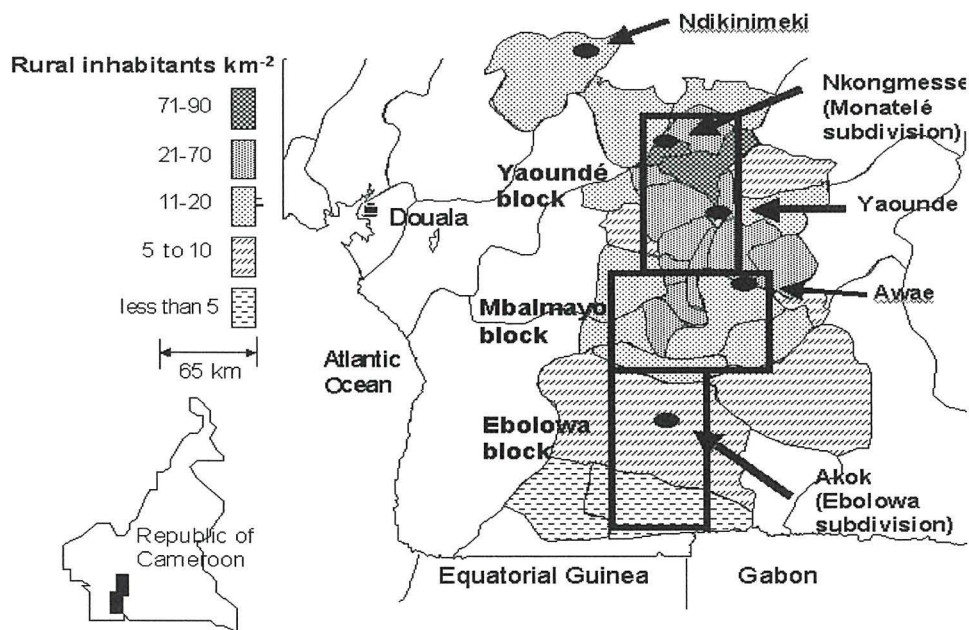 Ndikinimeki
Rural inhabitants km-2
71-90
21-70
11-20
5 to 10
less than 5
65 km
Nkongmesse
(Monatelé
subdivision)
Yaoundé
block
Yaounde
Douala
Awae
Mbalmayo
block
Atlantic
Ocean
Ebolowa
block
Akok
(Ebolowa
subdivision)
Republic of
Cameroon
Equatorial Guinea
Gabon